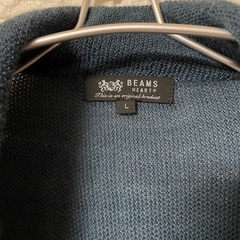 BEAMS
HEART®
This is an original product
L